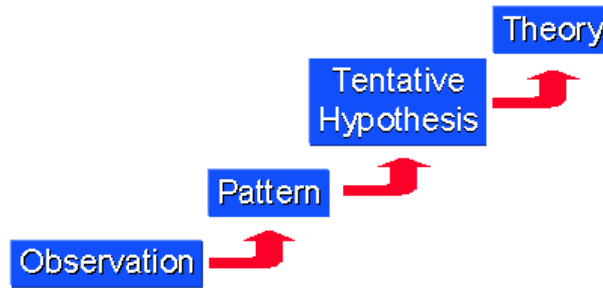 Theory
Tentative
Hypothesis
Pattern
Observation